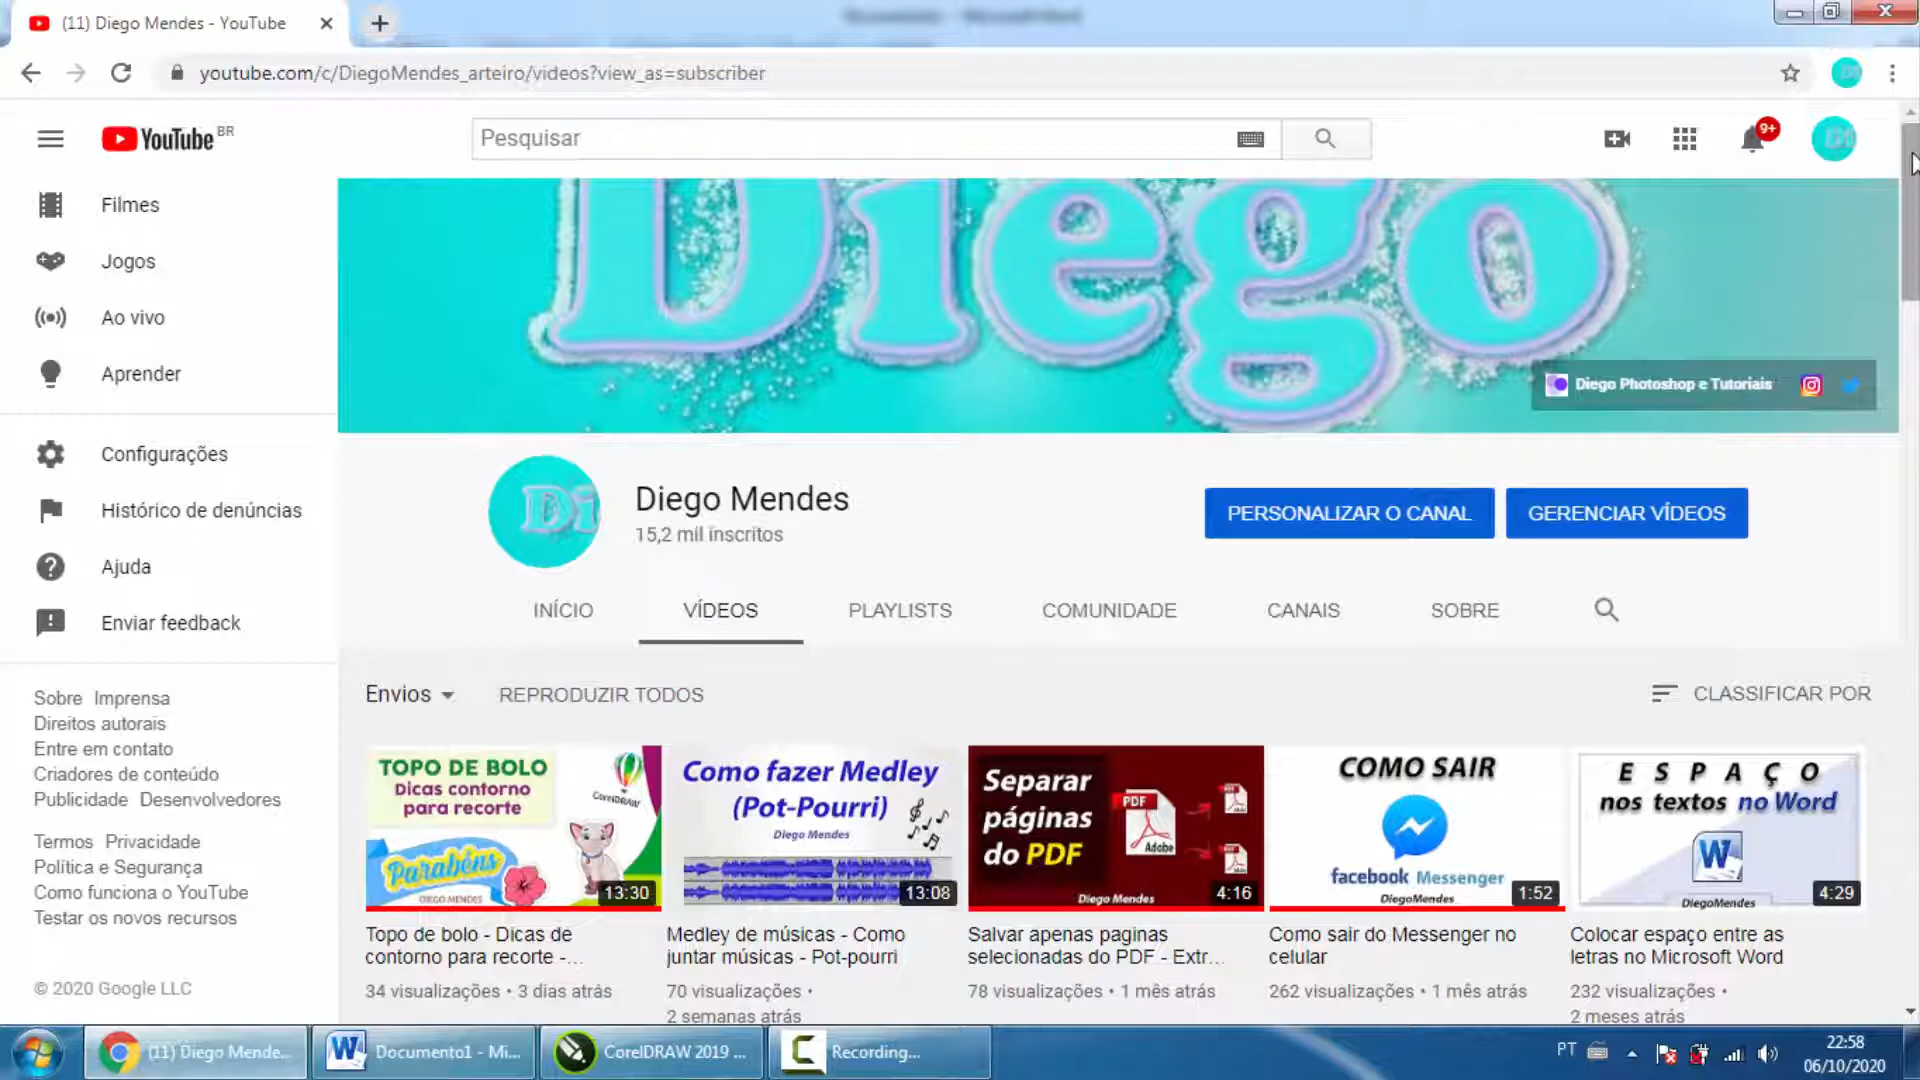 (11) Diego Mendes - YouTube
youtube.com/c/DiegoMendes_arteiro/videos?view_as=subscriber
YouTube BR
Pesquisar
9+
Filmes
Jogos
Ao vivo
Aprender
Configurações
Histórico de denúncias
Ajuda
Enviar feedback
Sobre Imprensa
Direitos autorais
Entre em contato
Criadores de conteúdo
Publicidade Desenvolvedores
Termos Privacidade
Política e Segurança
Como funciona o YouTube
Testar os novos recursos
© 2020 Google LLC
Diego
Diego Photoshop e Tutoriais
Di
Diego Mendes
15,2 mil inscritos
PERSONALIZAR O CANAL
GERENCIAR VÍDEOS
INÍCIO
VÍDEOS
PLAYLISTS
COMUNIDADE
CANAIS
SOBRE
Envios
REPRODUZIR TODOS
CLASSIFICAR POR
TOPO DE BOLO
Dicas contorno
para recorte
CorelDRAW
Parabéns
DIEGO MENDES
13:30
Topo de bolo - Dicas de
contorno para recorte -...
34 visualizações • 3 dias atrás
Como fazer Medley
(Pot-Pourri)
Diego Mendes
13:08
Medley de músicas - Como
juntar músicas - Pot-pourri
70 visualizações •
2 semanas atrás
Separar
páginas
do PDF
PDF
Adobe
Diego Mendes
4:16
Salvar apenas paginas
selecionadas do PDF - Extr...
78 visualizações • 1 mês atrás
COMO SAIR
facebook Messenger
DiegoMendes
1:52
Como sair do Messenger no
celular
262 visualizações • 1 mês atrás
ESPAÇO
nos textos no Word
W
DiegoMendes
4:29
Colocar espaço entre as
letras no Microsoft Word
232 visualizações •
2 meses atrás
(11) Diego Mende...
Documento1 - Mi...
CorelDRAW 2019 ...
Recording...
PT
22:58
06/10/2020